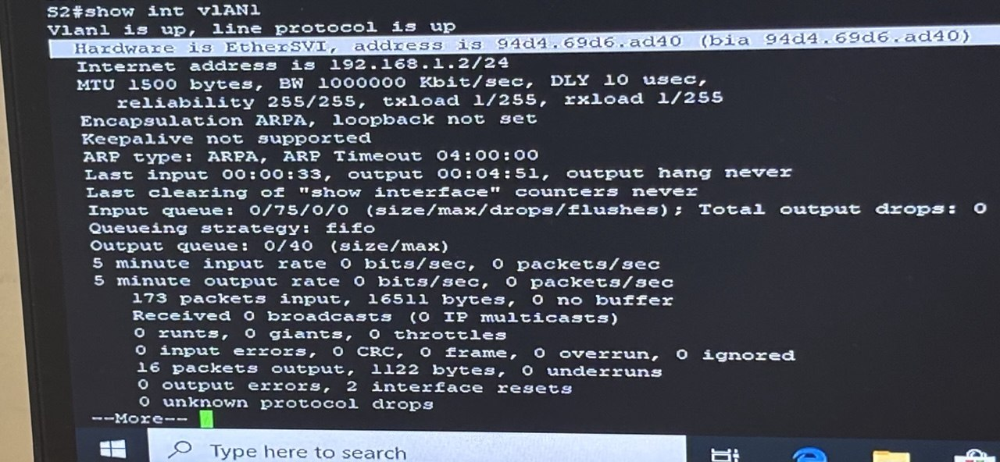 S2#show int vlAN1
Vlan1 is up, line protocol is up
Hardware is EtherSVI, address is 94d4.69d6.ad40 (bia 94d4.69d6.ad40)
Internet address is 192.168.1.2/24
MTU 1500 bytes, BW 1000000 Kbit/sec, DLY 10 usec,
reliability 255/255, txload 1/255, rxload 1/255
Encapsulation ARPA, loopback not set
Keepalive not supported
ARP type: ARPA, ARP Timeout 04:00:00
Last input 00:00:33, output 00:04:51, output hang never
Last clearing of "show interface" counters never
Input queue: 0/75/0/0 (size/max/drops/flushes); Total output drops: 0
Queueing strategy: fifo
Output queue: 0/40 (size/max)
5 minute input rate 0 bits/sec, 0 packets/sec
5 minute output rate 0 bits/sec, 0 packets/sec
173 packets input, 16511 bytes, 0 no buffer
Received 0 broadcasts (0 IP multicasts)
0 runts, 0 giants, 0 throttles
0 input errors, 0 CRC, 0 frame, 0 overrun, 0 ignored
16 packets output, 1122 bytes, 0 underruns
0 output errors, 2 interface resets
0 unknown protocol drops
--More--
Type here to search